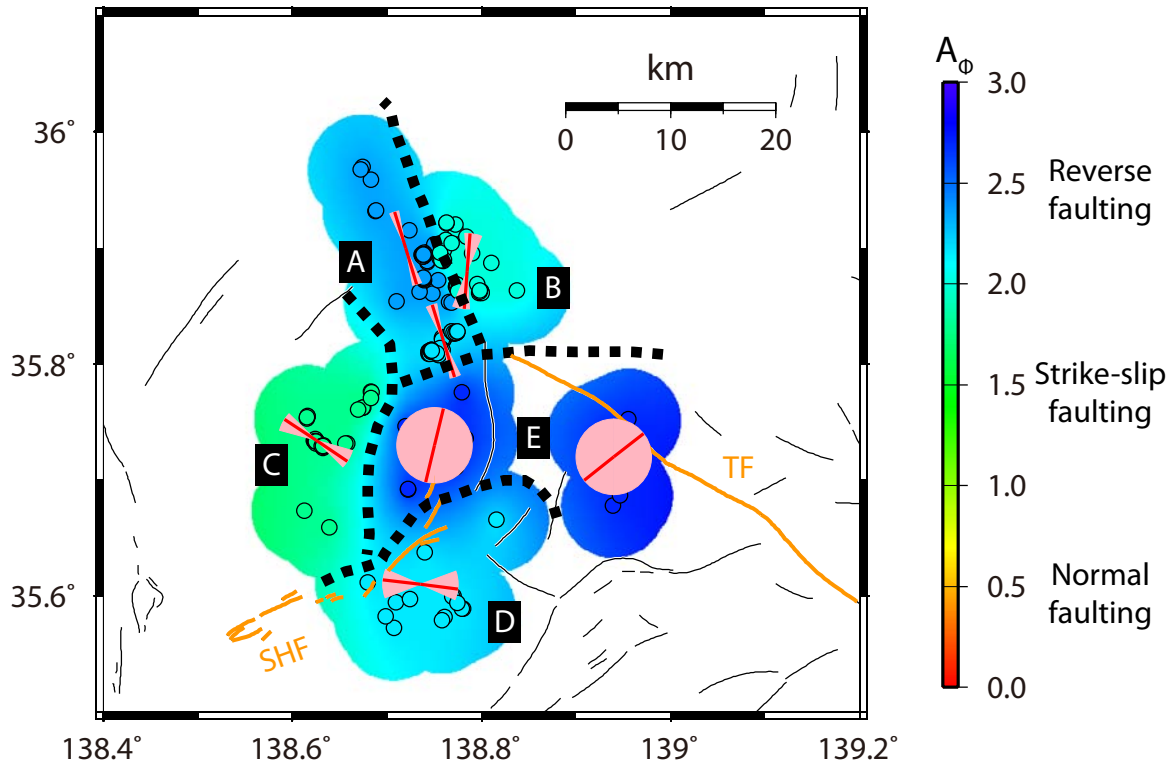 km
0 10 20
36˚
35.8˚
35.6˚
138.4˚ 138.6˚ 138.8˚ 139˚ 139.2˚
A
B
C
D
E
TF
SHF
AΦ
3.0
2.5
2.0
1.5
1.0
0.5
0.0
Reverse
faulting
Strike-slip
faulting
Normal
faulting